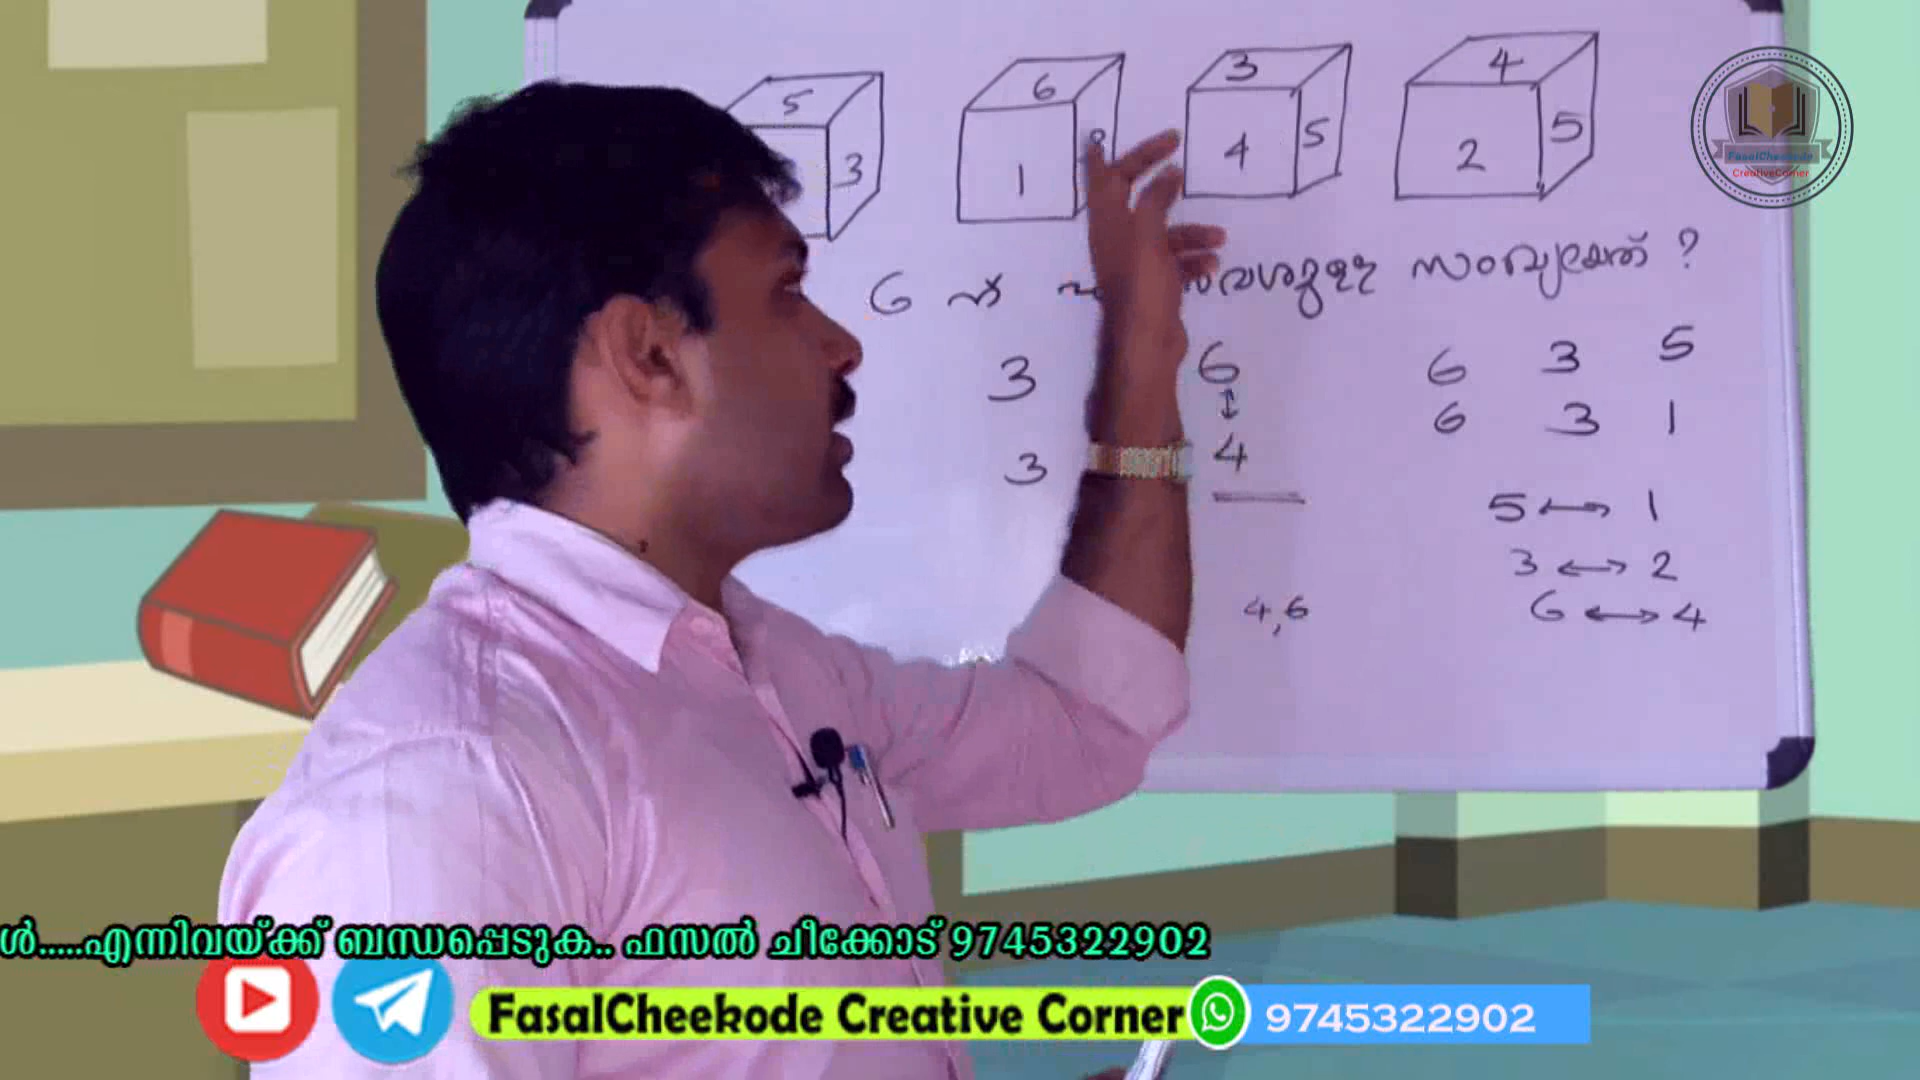 5 3
6 1
3 4 5
4 2 5
FasalCheekode
CreativeCorner
6 ന് സംഖ്യയേത് ?
3 6 6 3 5
3 4 6 3 1
5 ↔ 1
3 ↔ 2
4,6 6 ↔ 4
ൾ.....എന്നിവയ്ക്ക് ബന്ധപ്പെടുക.. ഫസൽ ചീക്കോട് 9745322902
FasalCheekode Creative Corner 9745322902